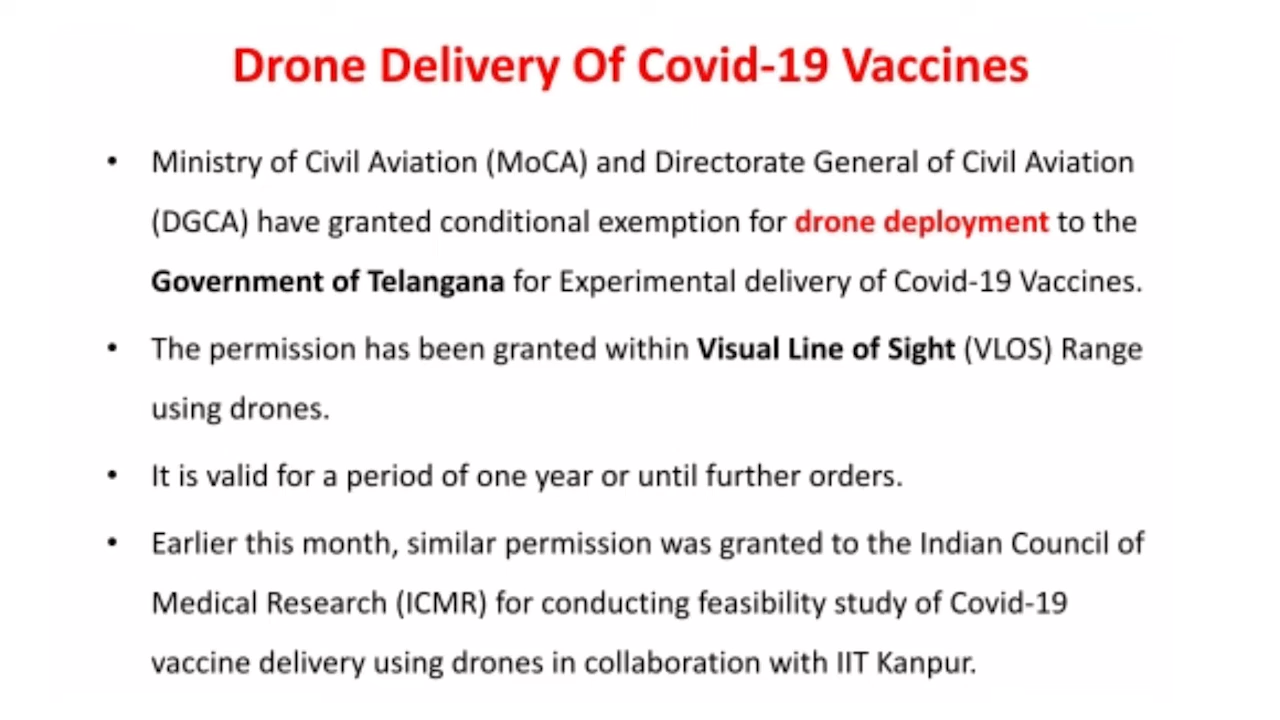 Drone Delivery Of Covid-19 Vaccines
• Ministry of Civil Aviation (MoCA) and Directorate General of Civil Aviation
(DGCA) have granted conditional exemption for drone deployment to the
Government of Telangana for Experimental delivery of Covid-19 Vaccines.
• The permission has been granted within Visual Line of Sight (VLOS) Range
using drones.
• It is valid for a period of one year or until further orders.
• Earlier this month, similar permission was granted to the Indian Council of
Medical Research (ICMR) for conducting feasibility study of Covid-19
vaccine delivery using drones in collaboration with IIT Kanpur.